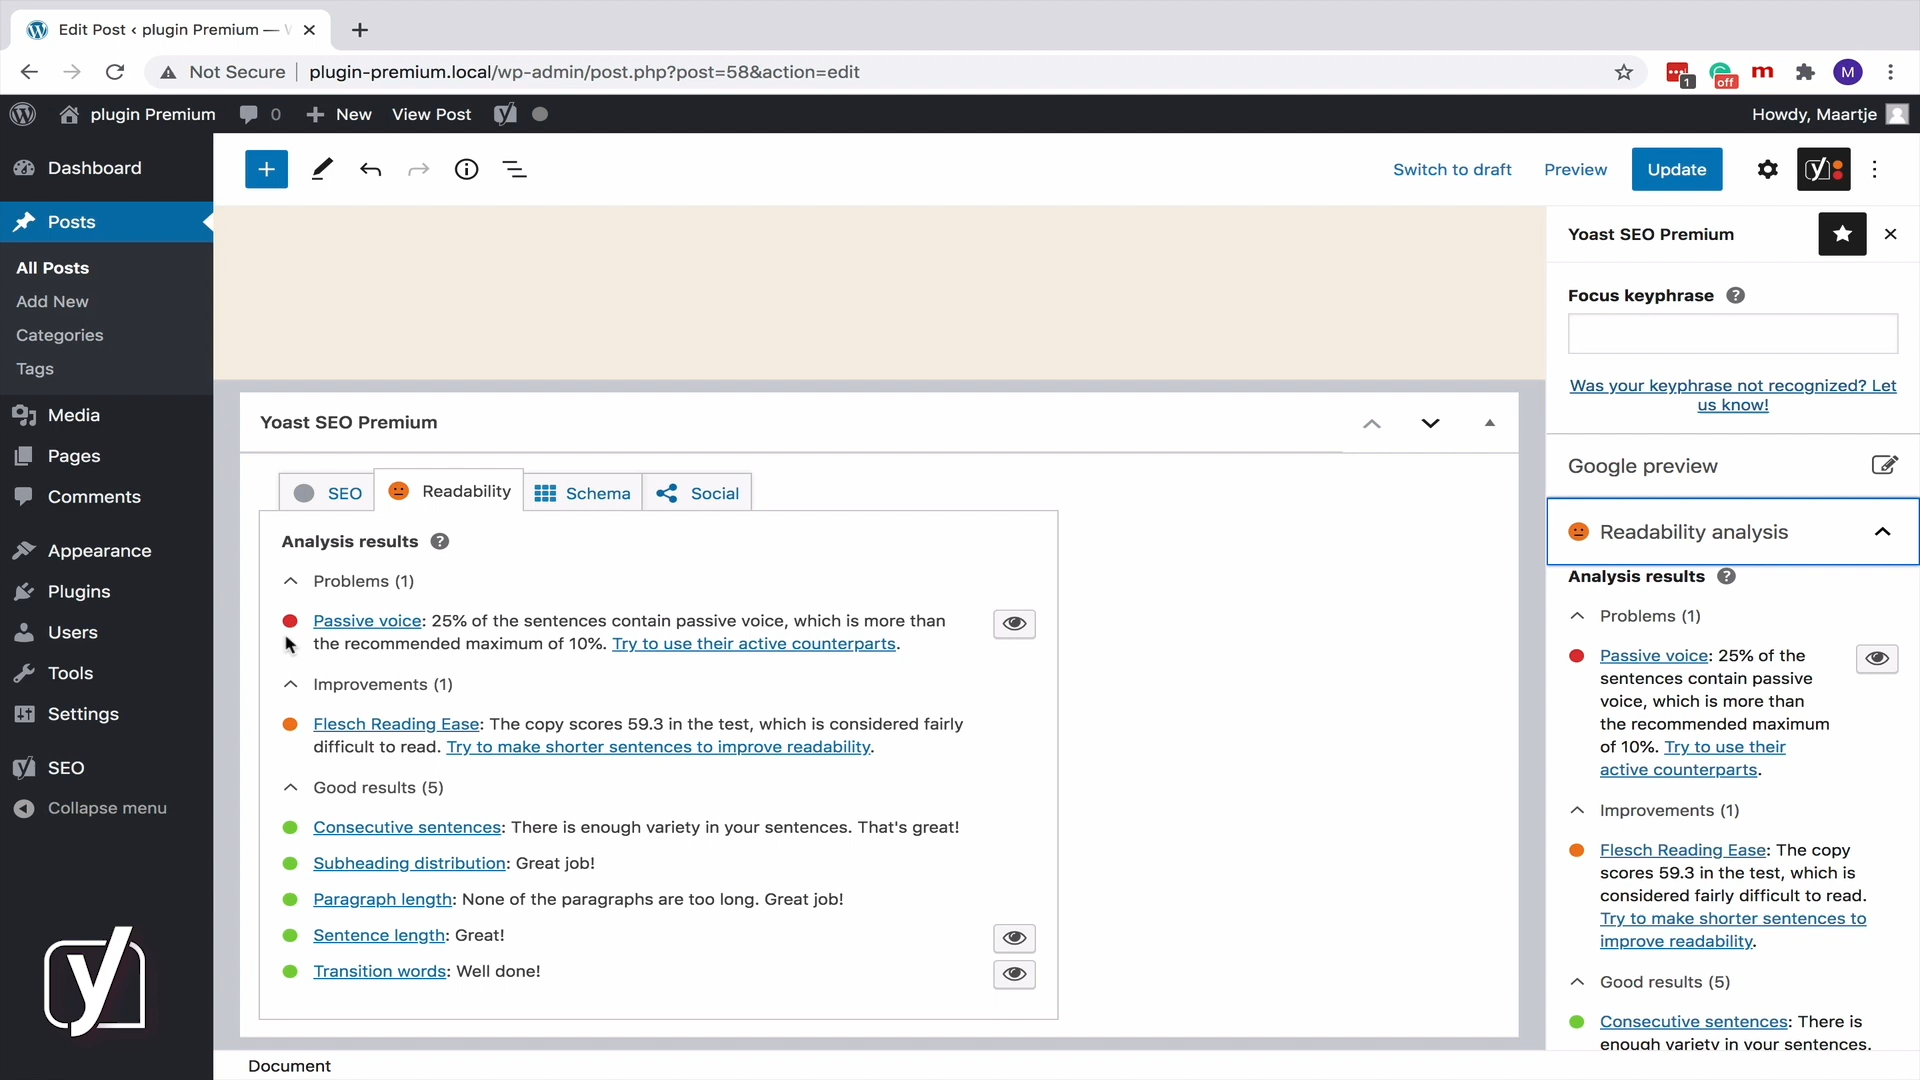 Edit Post ‹ plugin Premium —
Not Secure
plugin-premium.local/wp-admin/post.php?post=58&action=edit
1
off
m
M
plugin Premium
0
New
View Post
Howdy, Maartje
Dashboard
Posts
All Posts
Add New
Categories
Tags
Media
Pages
Comments
Appearance
Plugins
Users
Tools
Settings
SEO
Collapse menu
Switch to draft
Preview
Update
Yoast SEO Premium
SEO
Readability
Schema
Social
Analysis results
Problems (1)
Passive voice: 25% of the sentences contain passive voice, which is more than
the recommended maximum of 10%. Try to use their active counterparts.
Improvements (1)
Flesch Reading Ease: The copy scores 59.3 in the test, which is considered fairly
difficult to read. Try to make shorter sentences to improve readability.
Good results (5)
Consecutive sentences: There is enough variety in your sentences. That's great!
Subheading distribution: Great job!
Paragraph length: None of the paragraphs are too long. Great job!
Sentence length: Great!
Transition words: Well done!
Document
Yoast SEO Premium
Focus keyphrase
Was your keyphrase not recognized? Let
us know!
Google preview
Readability analysis
Analysis results
Problems (1)
Passive voice: 25% of the
sentences contain passive
voice, which is more than
the recommended maximum
of 10%. Try to use their
active counterparts.
Improvements (1)
Flesch Reading Ease: The copy
scores 59.3 in the test, which is
considered fairly difficult to read.
Try to make shorter sentences to
improve readability.
Good results (5)
Consecutive sentences: There is
enough variety in your sentences.